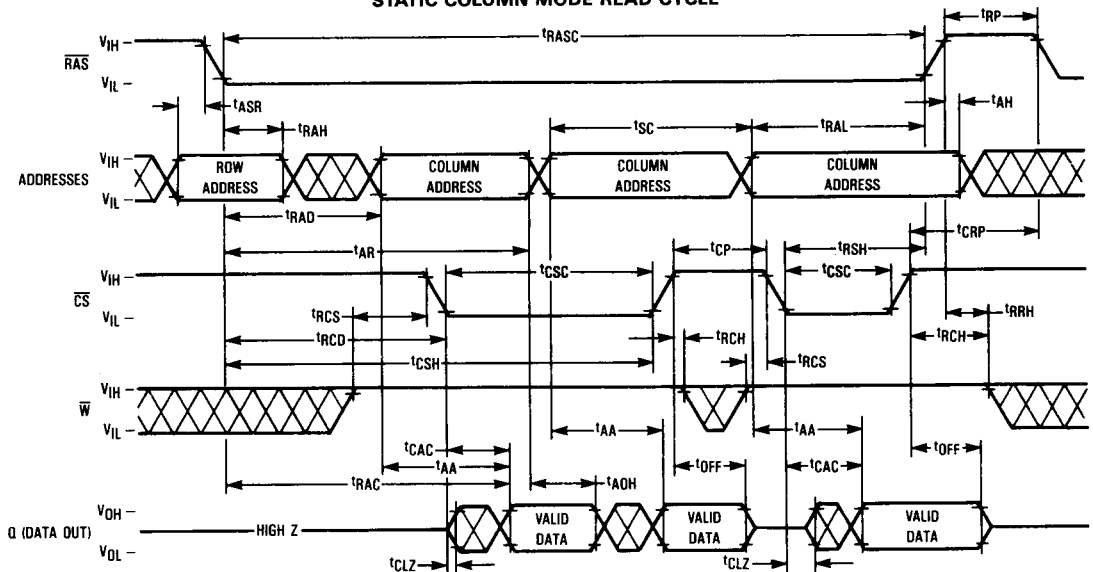 STATIC COLUMN MODE READ CYCLE
tRP
tRASC
VIH
RAS
VIL
tASR
tAH
tRAH
tSC
tRAL
VIH
ADDRESSES
VIL
ROW ADDRESS
COLUMN ADDRESS
COLUMN ADDRESS
COLUMN ADDRESS
tRAD
tCRP
tAR
tCP
tRSH
VIH
CS
VIL
tCSC
tCSC
tRCS
tRRH
tRCD
tRCH
tRCH
tCSH
tRCS
VIH
W
VIL
tAA
tAA
tCAC
tAA
tOFF
tCAC
tOFF
tRAC
tAOH
VOH
Q (DATA OUT)
VOL
HIGH Z
VALID DATA
VALID DATA
VALID DATA
tCLZ
tCLZ